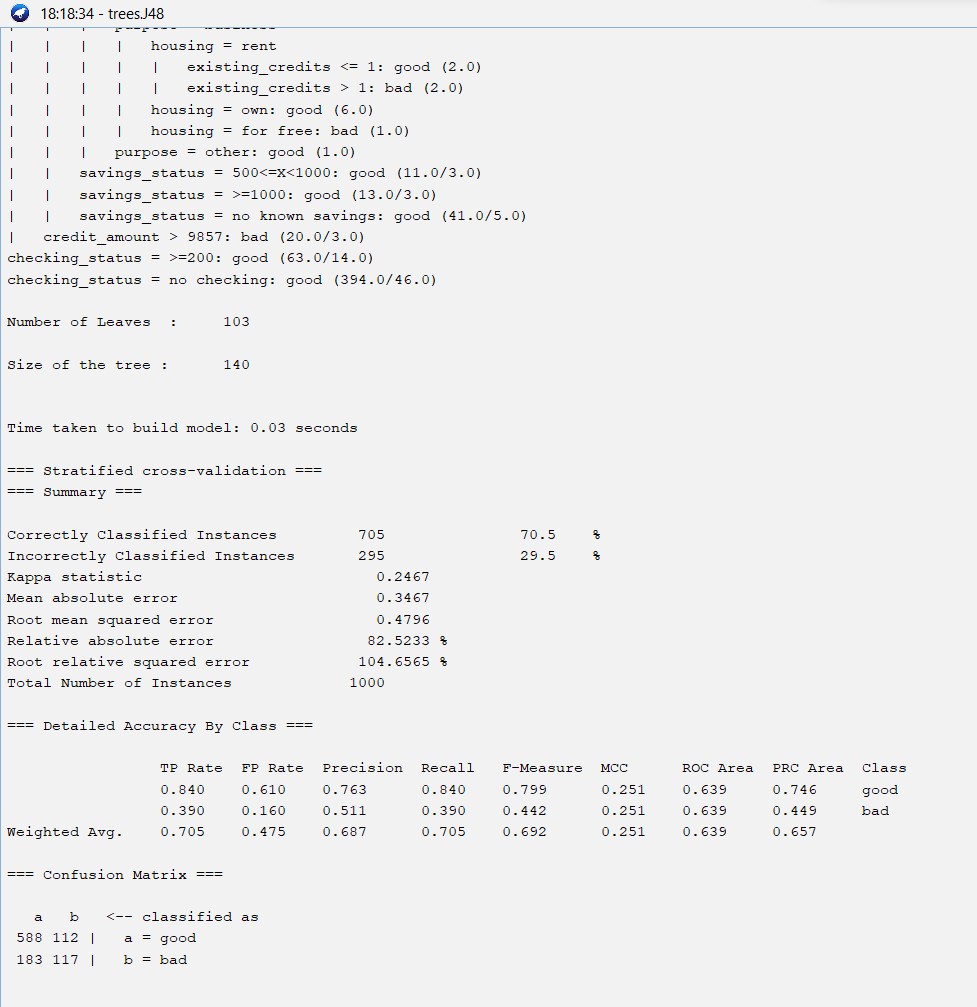 18:18:34 - trees.J48
| | | | housing = rent
| | | | | existing_credits <= 1: good (2.0)
| | | | | existing_credits > 1: bad (2.0)
| | | | housing = own: good (6.0)
| | | | housing = for free: bad (1.0)
| | | purpose = other: good (1.0)
| | savings_status = 500<=X<1000: good (11.0/3.0)
| | savings_status = >=1000: good (13.0/3.0)
| | savings_status = no known savings: good (41.0/5.0)
| credit_amount > 9857: bad (20.0/3.0)
checking_status = >=200: good (63.0/14.0)
checking_status = no checking: good (394.0/46.0)
Number of Leaves : 103
Size of the tree : 140
Time taken to build model: 0.03 seconds
=== Stratified cross-validation ===
=== Summary ===
Correctly Classified Instances 705 70.5 %
Incorrectly Classified Instances 295 29.5 %
Kappa statistic 0.2467
Mean absolute error 0.3467
Root mean squared error 0.4796
Relative absolute error 82.5233 %
Root relative squared error 104.6565 %
Total Number of Instances 1000
=== Detailed Accuracy By Class ===
TP Rate FP Rate Precision Recall F-Measure MCC ROC Area PRC Area Class
0.840 0.610 0.763 0.840 0.799 0.251 0.639 0.746 good
0.390 0.160 0.511 0.390 0.442 0.251 0.639 0.449 bad
Weighted Avg. 0.705 0.475 0.687 0.705 0.692 0.251 0.639 0.657
=== Confusion Matrix ===
a b <-- classified as
588 112 | a = good
183 117 | b = bad